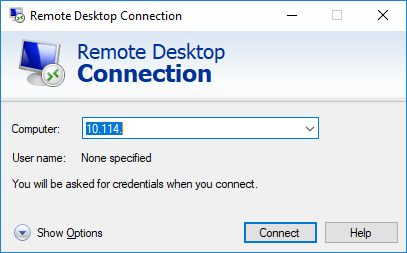 Remote Desktop Connection
Remote Desktop
Connection
Computer: 10.114.
User name: None specified
You will be asked for credentials when you connect.
Show Options Connect Help